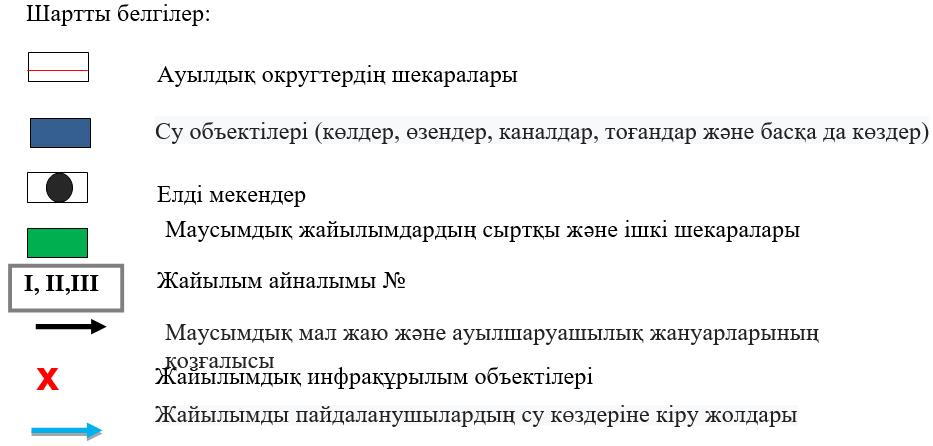 Шартты белгілер:
Ауылдық округтердің шекаралары
Су объектілері (көлдер, өзендер, каналдар, тоғандар және басқа да көздер)
Елді мекендер
Маусымдық жайылымдардың сыртқы және ішкі шекаралары
I, II,III
Жайылым айналымы №
Маусымдық мал жаю және ауылшаруашылық жануарларының
қозғалысы
X
Жайылымдық инфрақұрылым объектілері
Жайылымды пайдаланушылардың су көздеріне кіру жолдары